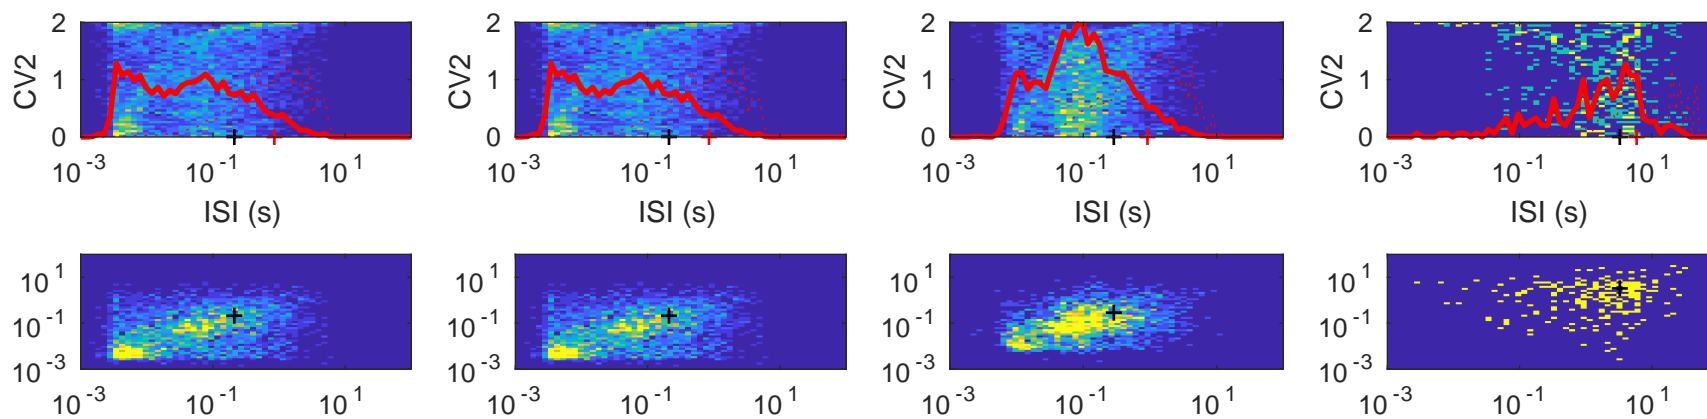 2 2 2 2
CV2 CV2 CV2 CV2
1 1 1 1
0 0 0 0
10^-3 10^-1 10^1 10^-3 10^-1 10^1 10^-3 10^-1 10^1 10^-3 10^-1 10^1
ISI (s) ISI (s) ISI (s) ISI (s)
10^1 10^1 10^1 10^1
10^-1 10^-1 10^-1 10^-1
10^-3 10^-3 10^-3 10^-3
10^-3 10^-1 10^1 10^-3 10^-1 10^1 10^-3 10^-1 10^1 10^-3 10^-1 10^1